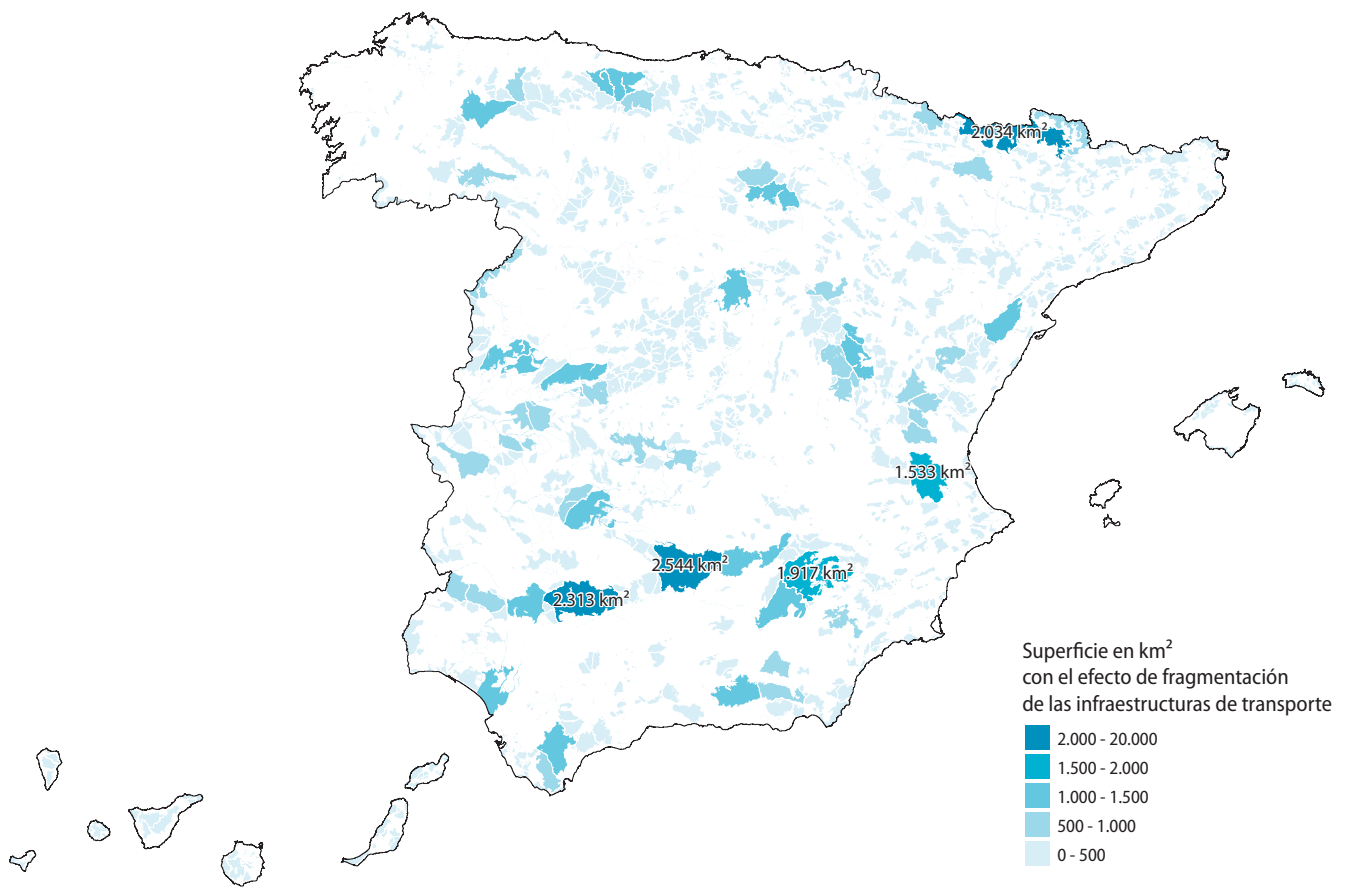 2.034 km²
1.533 km²
2.544 km²
1.917 km²
2.313 km²
Superficie en km²
con el efecto de fragmentación
de las infraestructuras de transporte
2.000 - 20.000
1.500 - 2.000
1.000 - 1.500
500 - 1.000
0 - 500